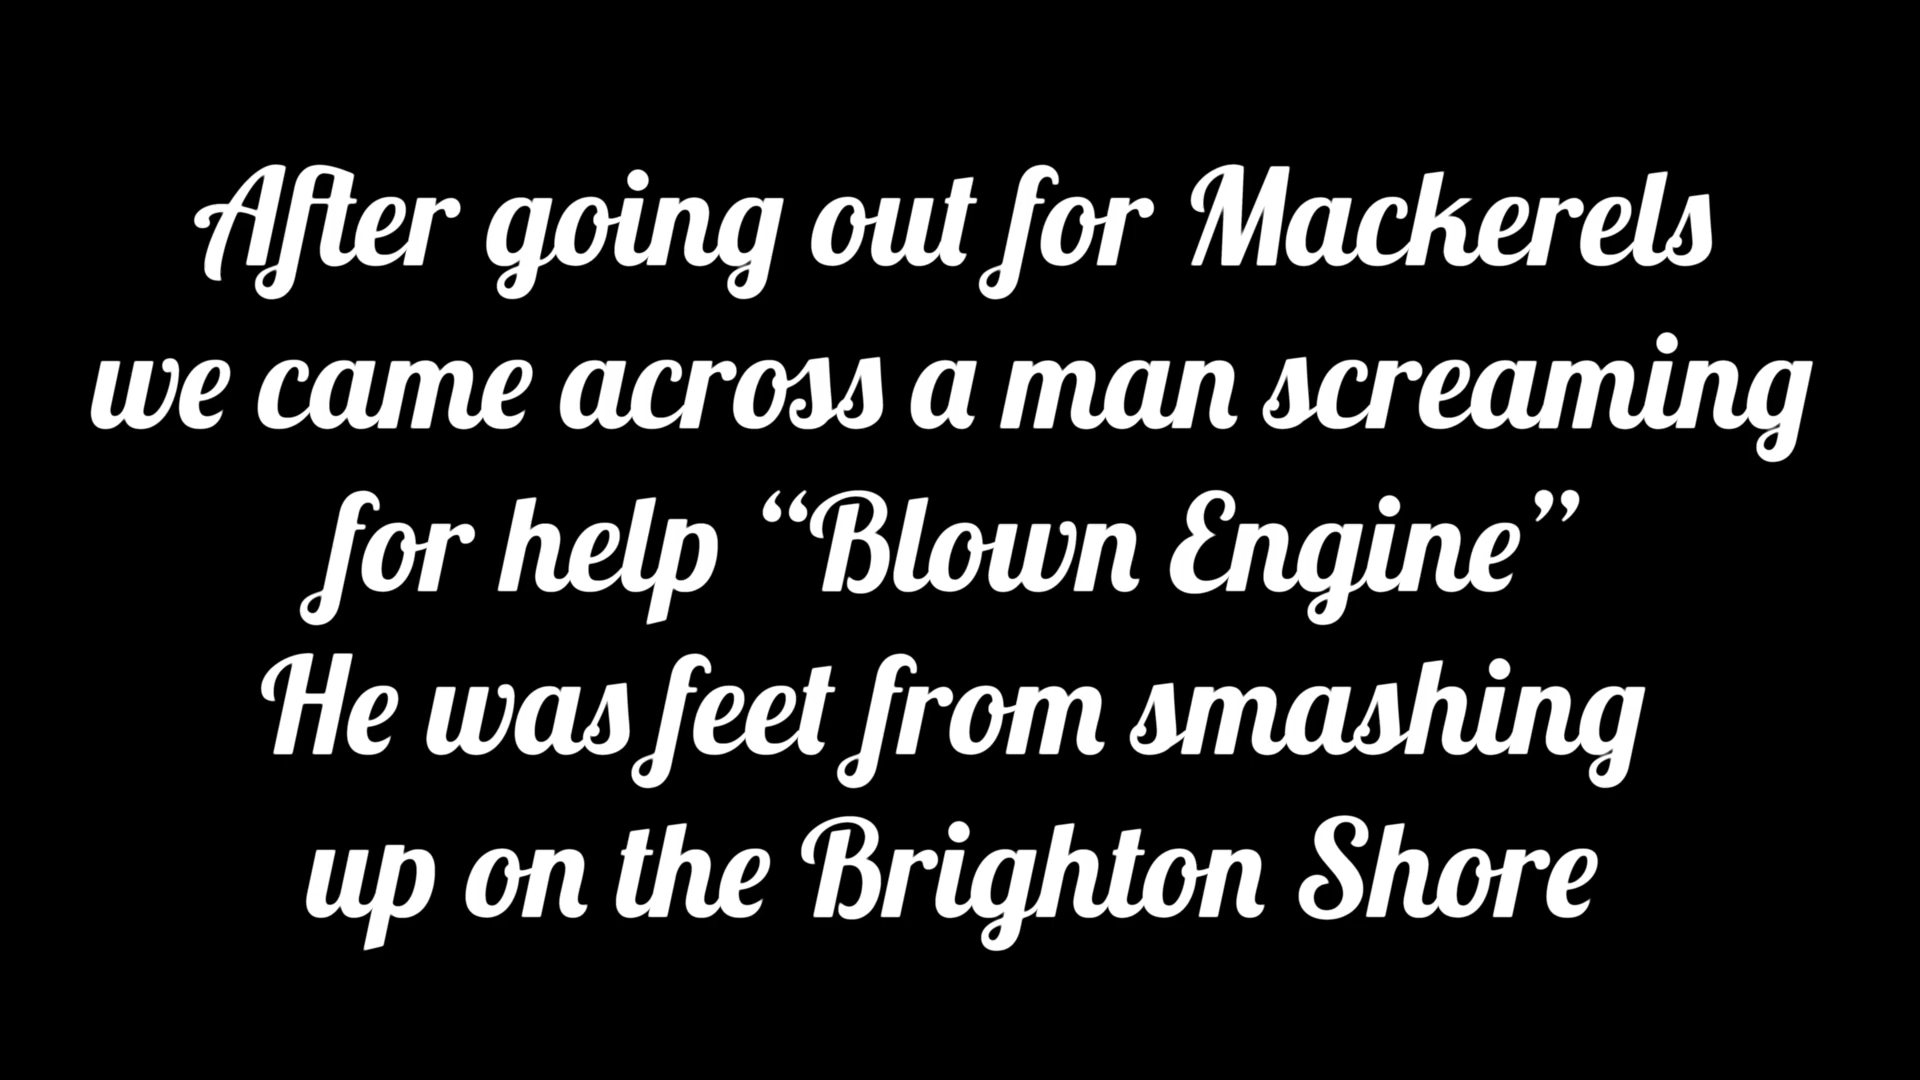 After going out for Mackerels
we came across a man screaming
for help “Blown Engine”
He was feet from smashing
up on the Brighton Shore